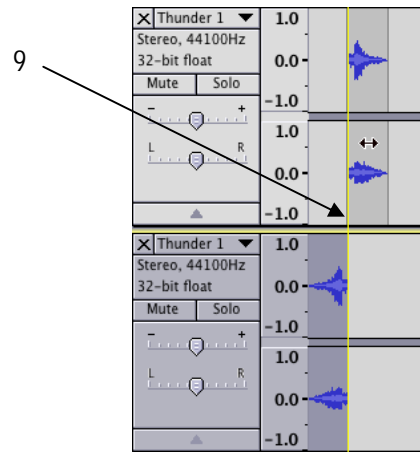 9
X Thunder 1 ▼
Stereo, 44100Hz
32-bit float
Mute Solo
- +
L R
1.0
0.0-
-1.0
1.0
0.0-
-1.0
X Thunder 1 ▼
Stereo, 44100Hz
32-bit float
Mute Solo
- +
L R
1.0
0.0-
-1.0
1.0
0.0-
-1.0